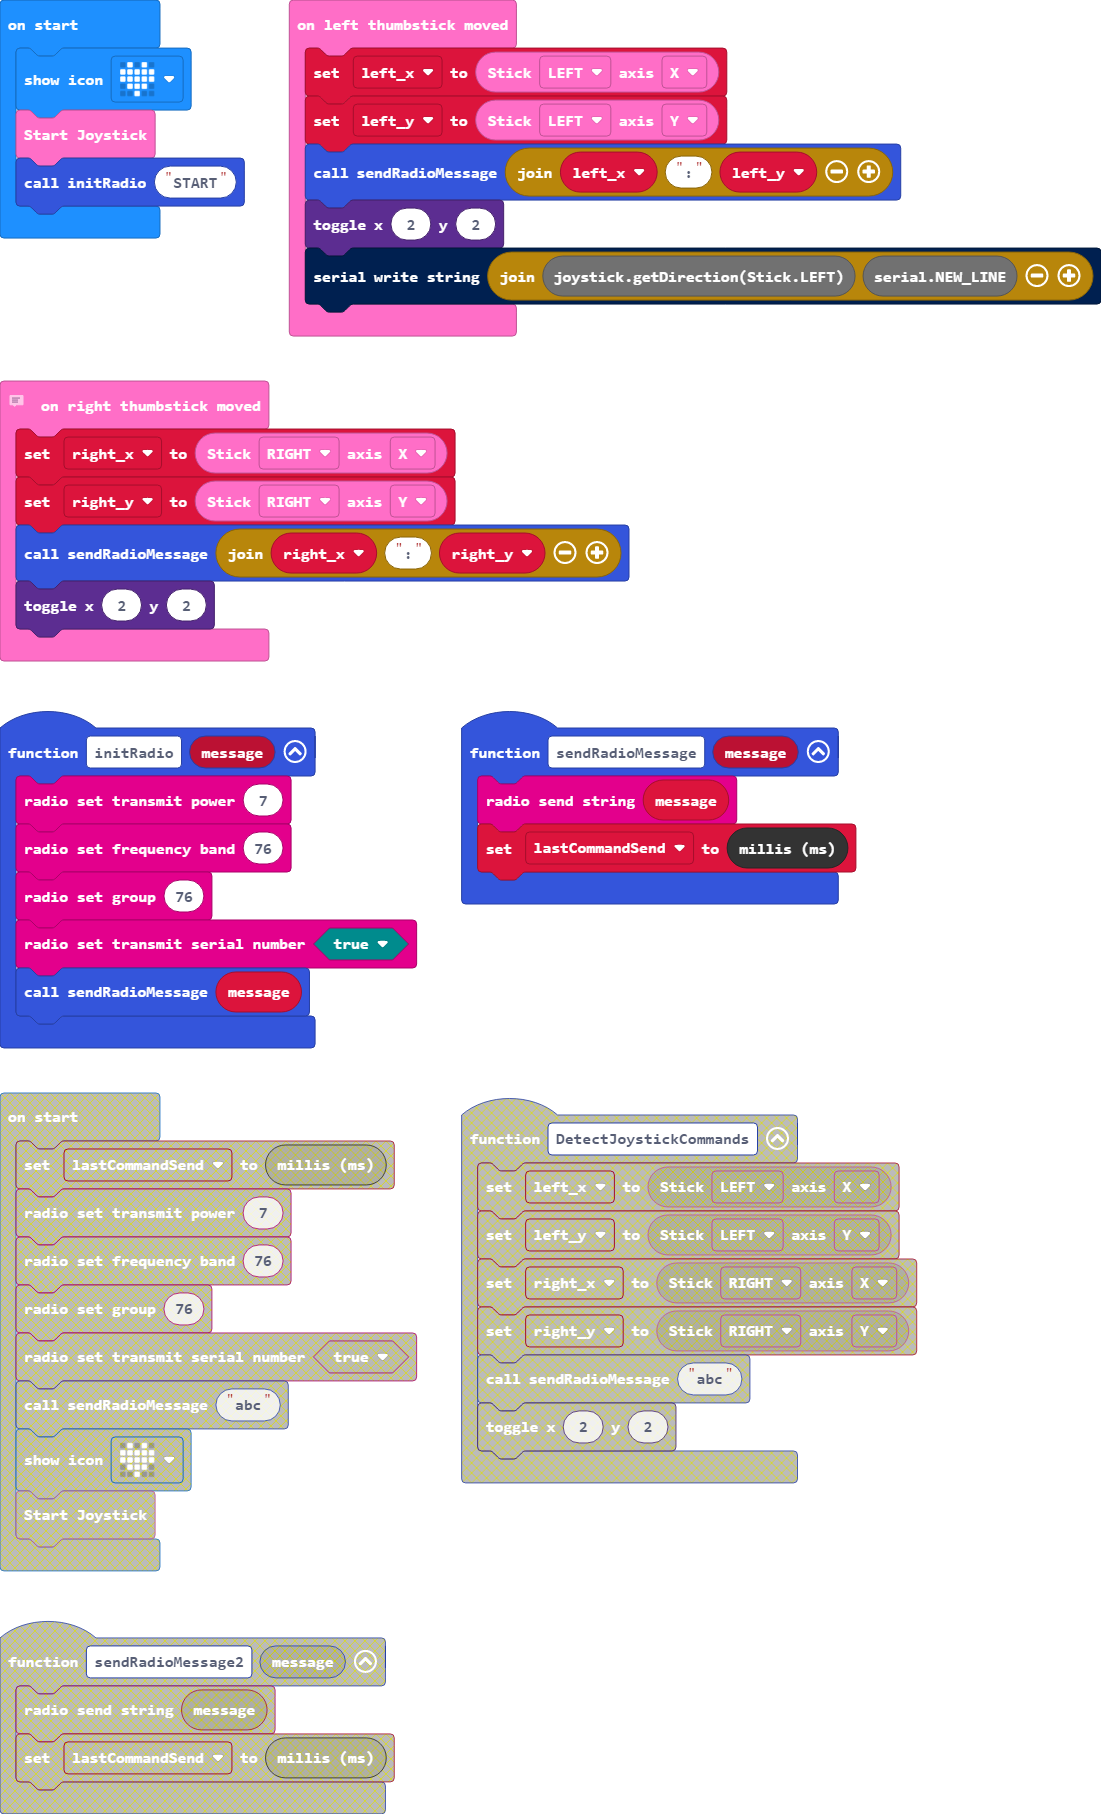 on start
show icon
Start Joystick
call initRadio "START"
on left thumbstick moved
set left_x to Stick LEFT axis X
set left_y to Stick LEFT axis Y
call sendRadioMessage join left_x ":" left_y
toggle x 2 y 2
serial write string join joystick.getDirection(Stick.LEFT) serial.NEW_LINE
on right thumbstick moved
set right_x to Stick RIGHT axis X
set right_y to Stick RIGHT axis Y
call sendRadioMessage join right_x ":" right_y
toggle x 2 y 2
function initRadio message
radio set transmit power 7
radio set frequency band 76
radio set group 76
radio set transmit serial number true
call sendRadioMessage message
function sendRadioMessage message
radio send string message
set lastCommandSend to millis (ms)
on start
set lastCommandSend to millis (ms)
radio set transmit power 7
radio set frequency band 76
radio set group 76
radio set transmit serial number true
call sendRadioMessage "abc"
show icon
Start Joystick
function DetectJoystickCommands
set left_x to Stick LEFT axis X
set left_y to Stick LEFT axis Y
set right_x to Stick RIGHT axis X
set right_y to Stick RIGHT axis Y
call sendRadioMessage "abc"
toggle x 2 y 2
function sendRadioMessage2 message
radio send string message
set lastCommandSend to millis (ms)